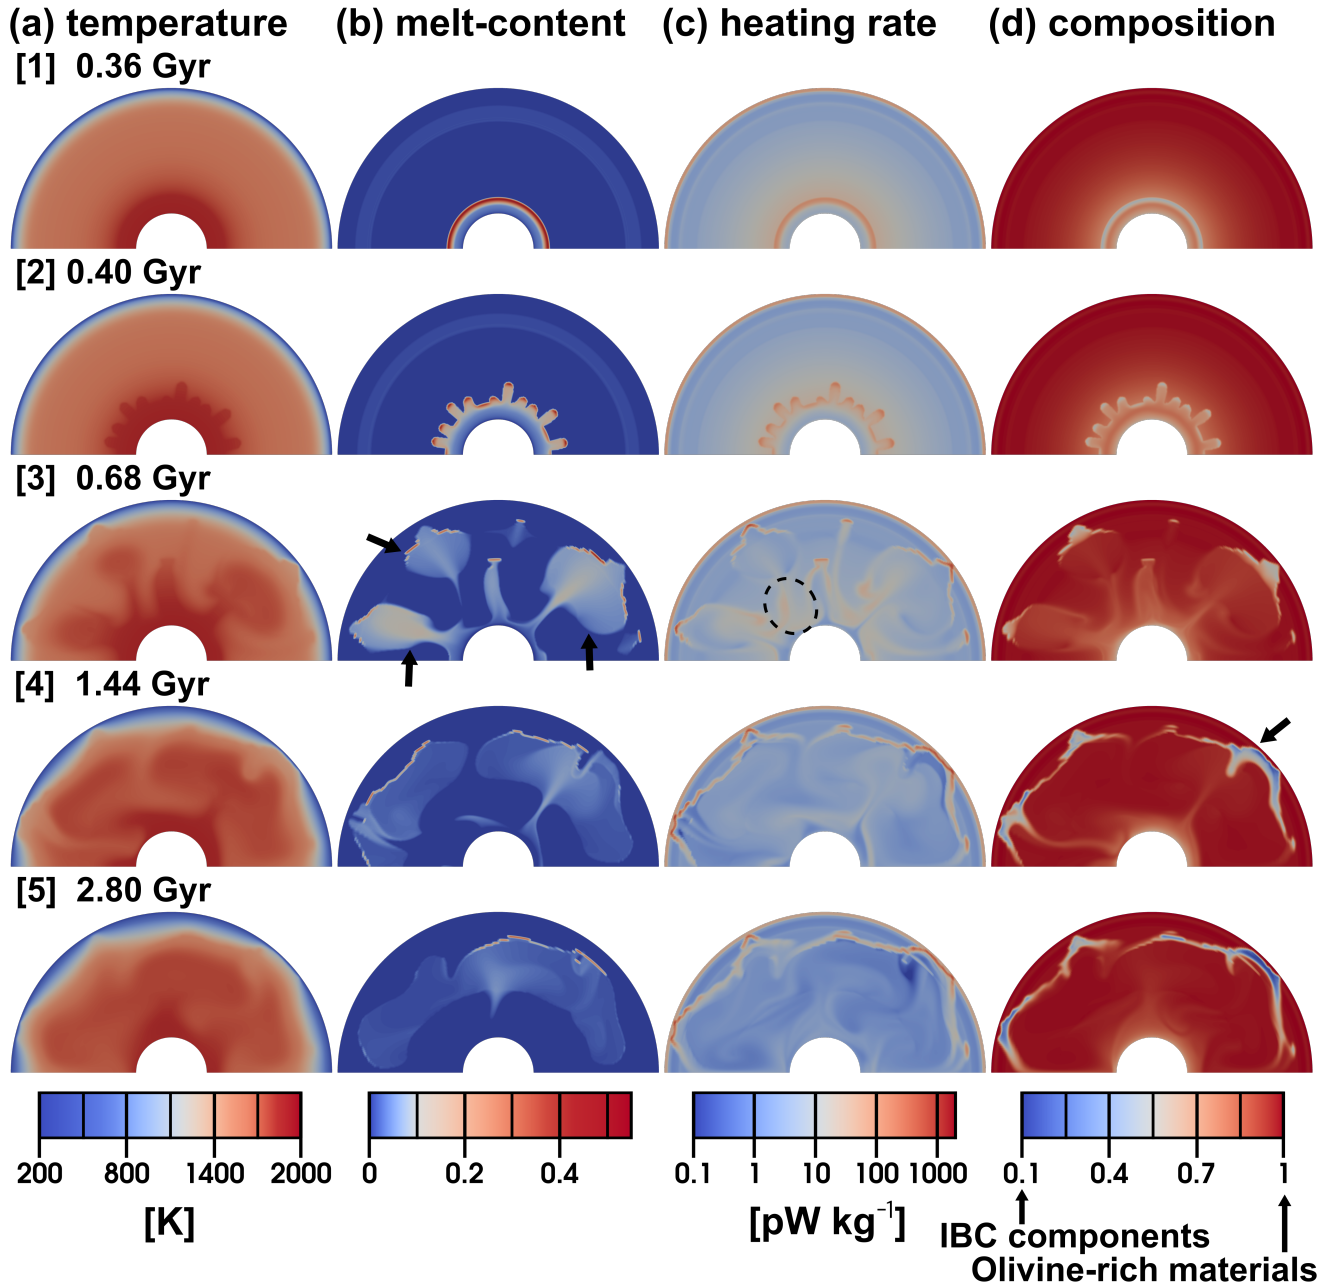 (a) temperature (b) melt-content (c) heating rate (d) composition
[1] 0.36 Gyr
[2] 0.40 Gyr
[3] 0.68 Gyr
[4] 1.44 Gyr
[5] 2.80 Gyr
200 800 1400 2000 0 0.2 0.4 0.1 1 10 100 1000 0.1 0.4 0.7 1
[K] [pW kg⁻¹]
IBC components
Olivine-rich materials